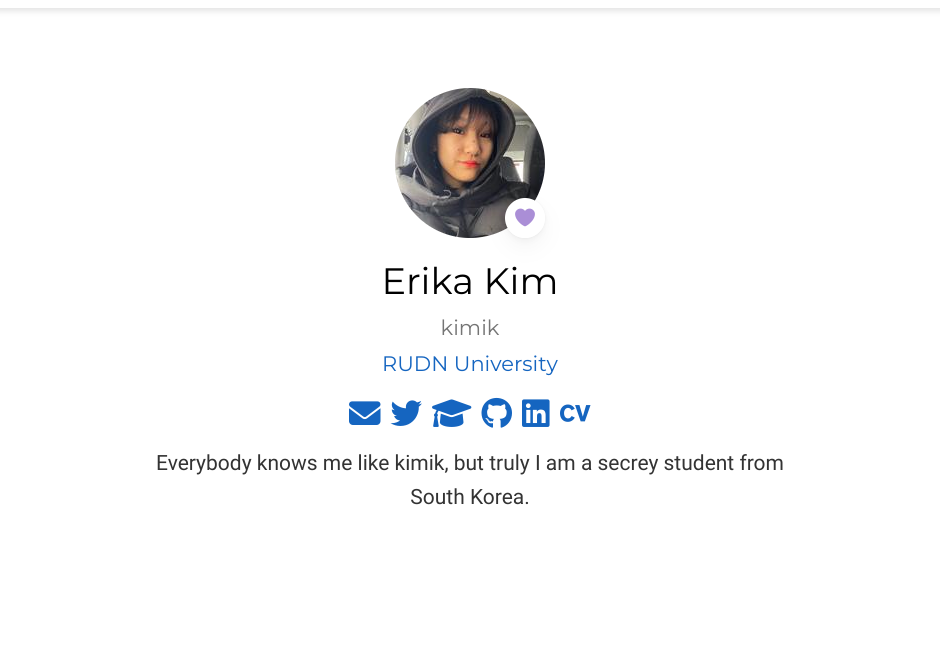 Erika Kim
kimik
RUDN University
CV
Everybody knows me like kimik, but truly I am a secrey student from
South Korea.